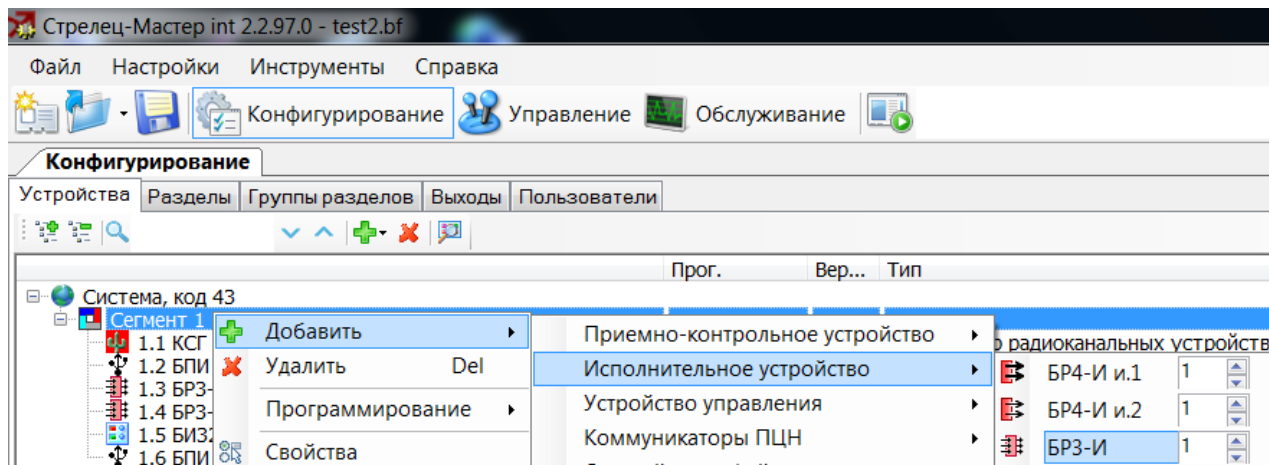 Стрелец-Мастер int 2.2.97.0 - test2.bf
Файл Настройки Инструменты Справка
Конфигурирование Управление Обслуживание
Конфигурирование
Устройства Разделы Группы разделов Выходы Пользователи
Прог. Вер... Тип
Система, код 43
Сегмент 1
1.1 КСГ Добавить Приемно-контрольное устройство радиоканальных устройств
1.2 БПИ Удалить Del Исполнительное устройство БР4-И и.1 1
1.3 БР3- Устройство управления БР4-И и.2 1
1.4 БР3- Программирование
1.5 БИ32 Коммуникаторы ПЦН БР3-И 1
1.6 БПИ Свойства